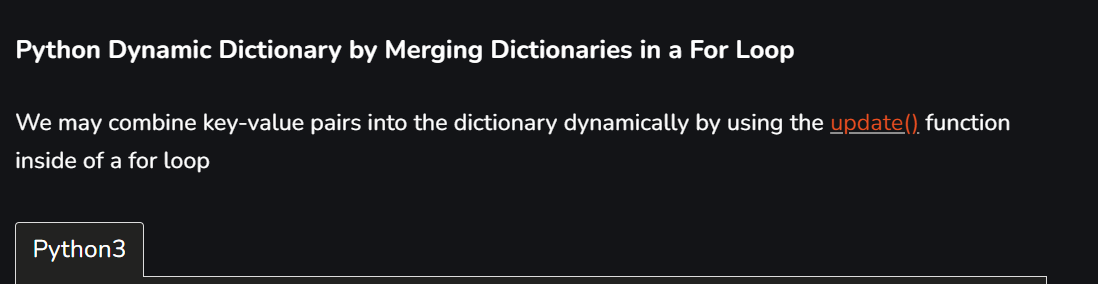 Python Dynamic Dictionary by Merging Dictionaries in a For Loop
We may combine key-value pairs into the dictionary dynamically by using the update() function
inside of a for loop
Python3